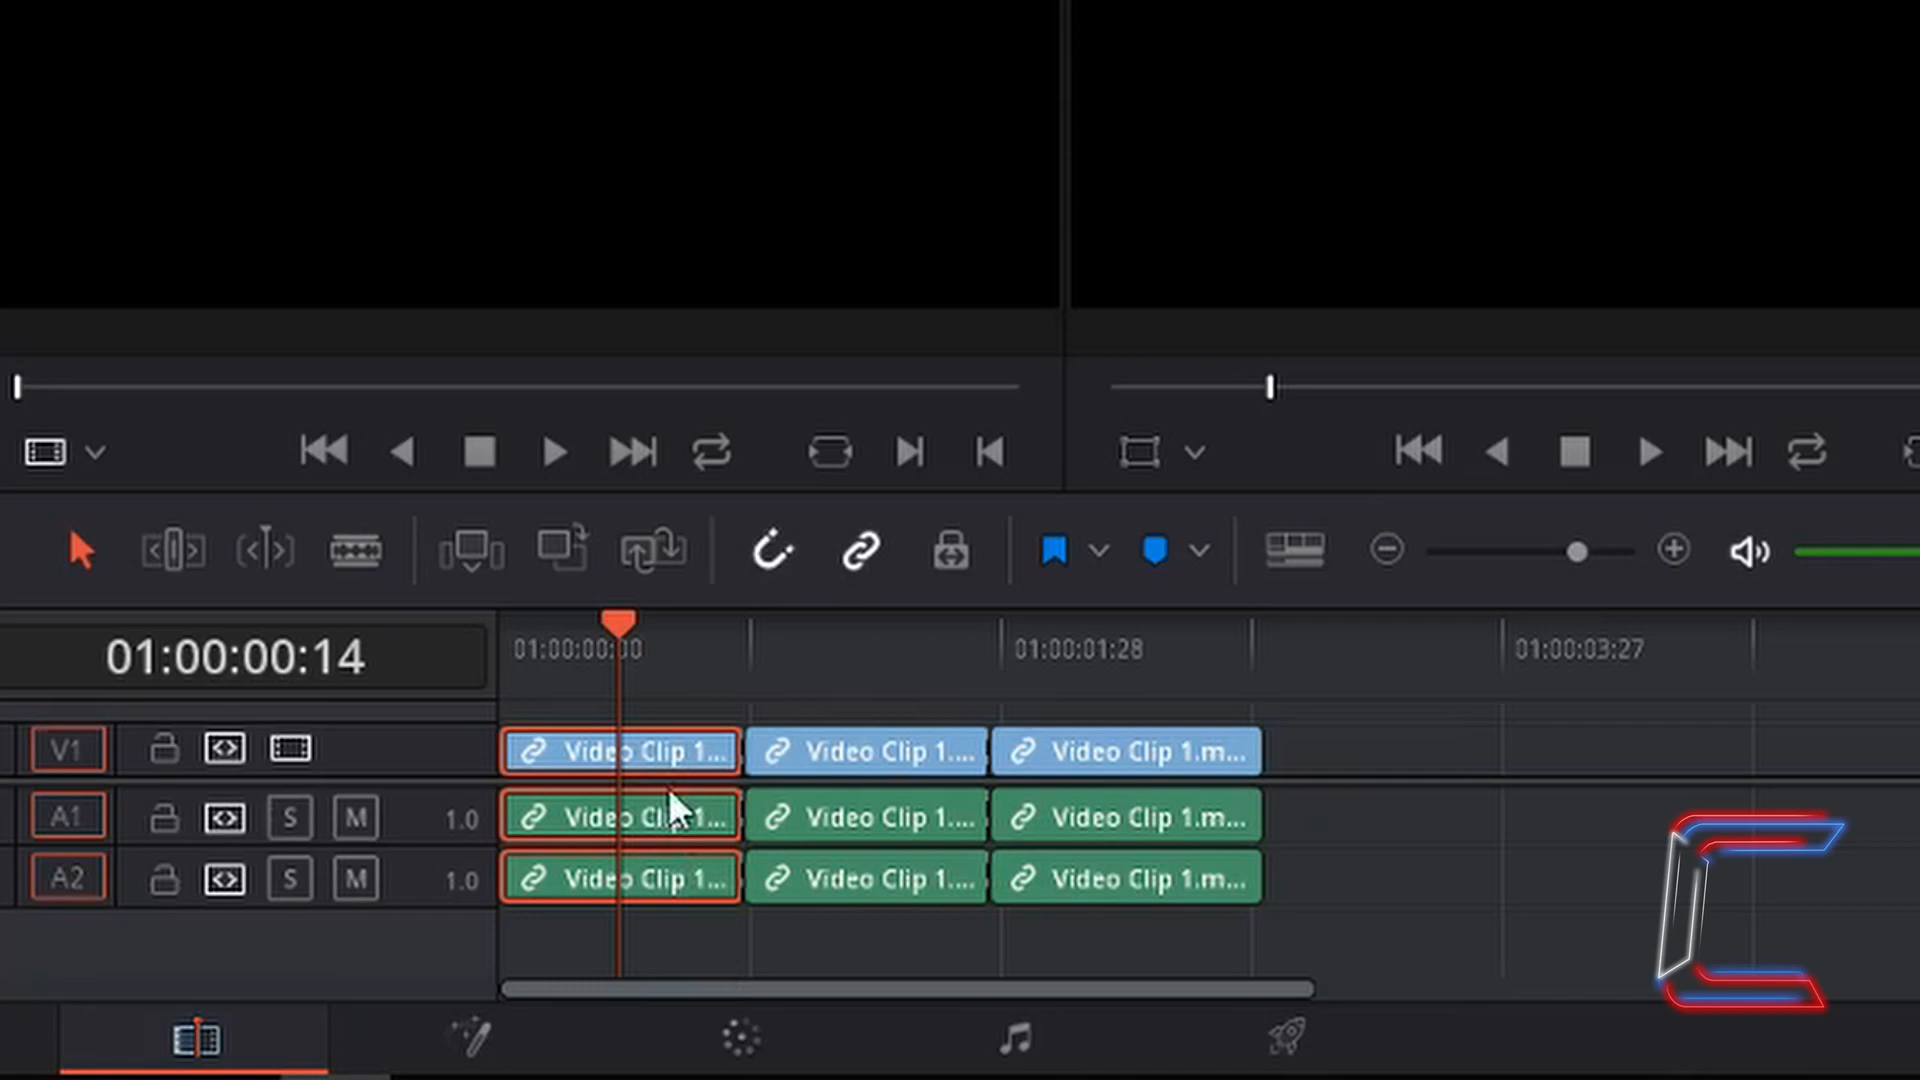 01:00:00:14
01:00:00:00
01:00:01:28
01:00:03:27
V1
Video Clip 1...
Video Clip 1....
Video Clip 1.m...
A1
S
M
1.0
Video Cli 1...
Video Clip 1....
Video Clip 1.m...
A2
S
M
1.0
Video Clip 1...
Video Clip 1....
Video Clip 1.m...